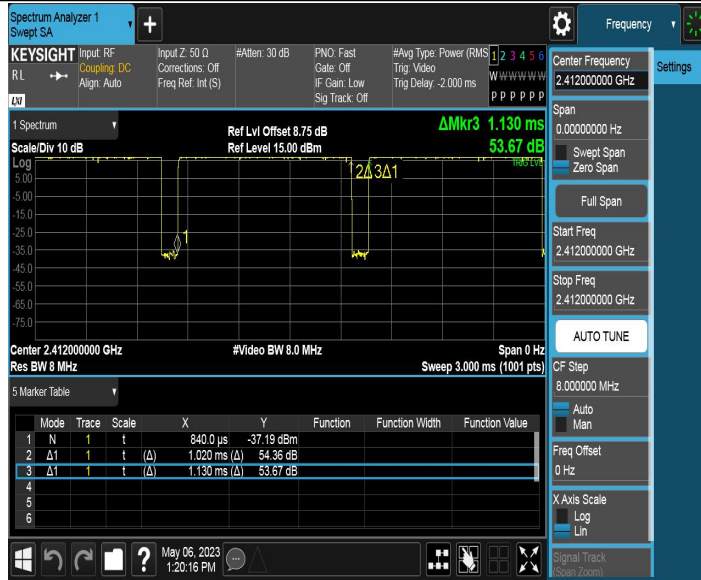 Spectrum Analyzer 1
Swept SA
Frequency
KEYSIGHT
RL
LXI
Input: RF
Coupling: DC
Align: Auto
Input Z: 50 Ω
Corrections: Off
Freq Ref: Int (S)
#Atten: 30 dB
PNO: Fast
Gate: Off
IF Gain: Low
Sig Track: Off
#Avg Type: Power (RMS
Trig: Video
Trig Delay: -2.000 ms
1 2 3 4 5 6
W W W W W W
P P P P P P
Center Frequency
2.412000000 GHz
Settings
Span
0.00000000 Hz
Swept Span
Zero Span
Full Span
Start Freq
2.412000000 GHz
Stop Freq
2.412000000 GHz
AUTO TUNE
CF Step
8.000000 MHz
Auto
Man
Freq Offset
0 Hz
X Axis Scale
Log
Lin
Signal Track
(Span Zoom)
1 Spectrum
Scale/Div 10 dB
Ref Lvl Offset 8.75 dB
Ref Level 15.00 dBm
ΔMkr3 1.130 ms
53.67 dB
Log
TRIG LVL
5.00
-5.00
-15.0
-25.0
-35.0
-45.0
-55.0
-65.0
-75.0
1
2Δ3Δ1
Center 2.412000000 GHz
#Video BW 8.0 MHz
Span 0 Hz
Res BW 8 MHz
Sweep 3.000 ms (1001 pts)
5 Marker Table
Mode Trace Scale X Y Function Function Width Function Value
1 N 1 t 840.0 µs -37.19 dBm
2 Δ1 1 t (Δ) 1.020 ms (Δ) 54.36 dB
3 Δ1 1 t (Δ) 1.130 ms (Δ) 53.67 dB
4
5
6
?
May 06, 2023
1:20:16 PM